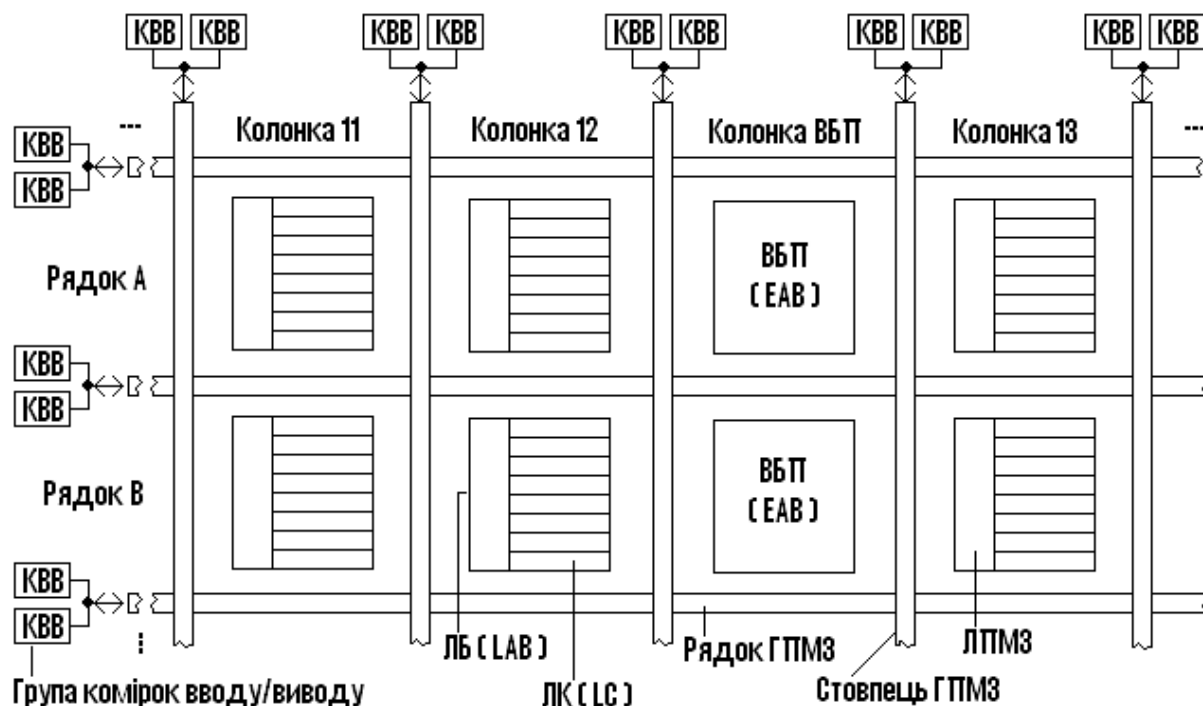 КВВ КВВ КВВ КВВ КВВ КВВ КВВ КВВ КВВ КВВ
Колонка 11 Колонка 12 Колонка ВБП Колонка 13
КВВ
КВВ
Рядок А
ВБП
(EAB)
КВВ
КВВ
Рядок В
ВБП
(EAB)
КВВ
КВВ
ЛБ (LAB) Рядок ГПМЗ ЛПМЗ
Група комірок вводу/виводу ЛК (LC) Стовпець ГПМЗ